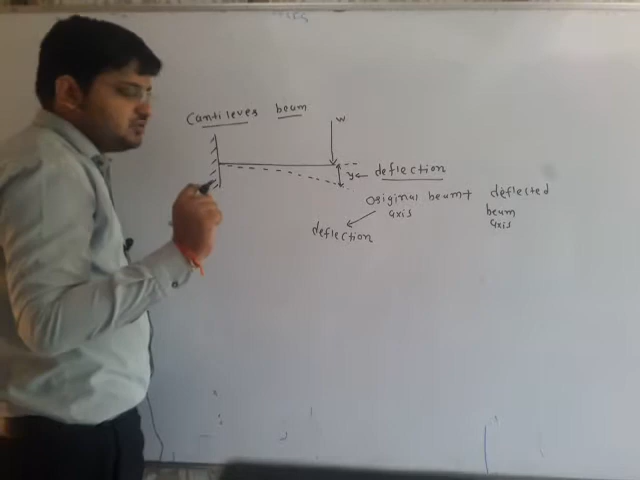 Cantilever beam
W
y ← deflection
original beam + deflected
axis beam
axis
deflection